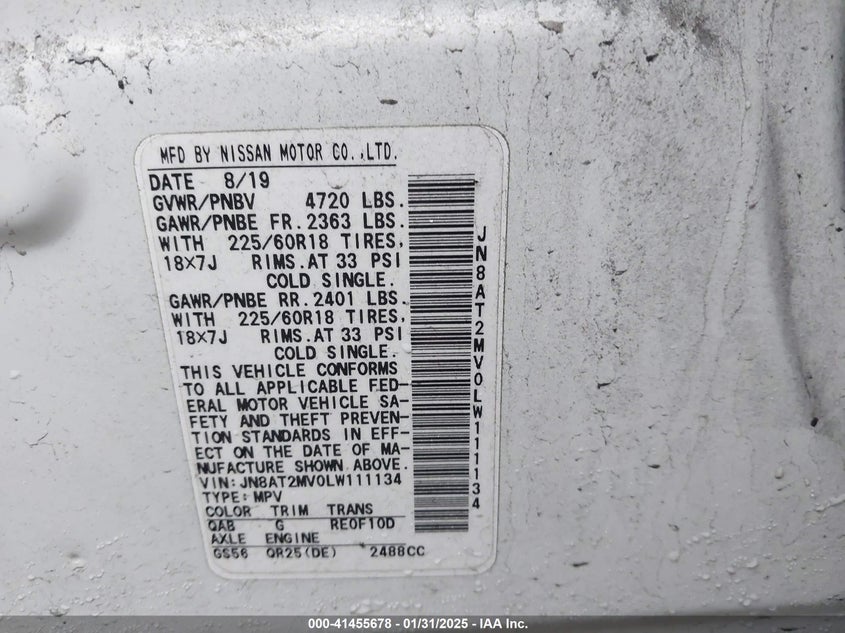 MFD BY NISSAN MOTOR CO.,LTD.
DATE 8/19
GVWR/PNBV 4720 LBS.
GAWR/PNBE FR.2363 LBS.
WITH 225/60R18 TIRES,
18×7J RIMS.AT 33 PSI
COLD SINGLE.
GAWR/PNBE RR.2401 LBS.
WITH 225/60R18 TIRES,
18×7J RIMS.AT 33 PSI
COLD SINGLE.
THIS VEHICLE CONFORMS
TO ALL APPLICABLE FED-
ERAL MOTOR VEHICLE SA-
FETY AND THEFT PREVEN-
TION STANDARDS IN EFF-
ECT ON THE DATE OF MA-
NUFACTURE SHOWN ABOVE.
VIN:JN8AT2MV0LW111134
TYPE:MPV
COLOR TRIM TRANS
QAB G RE0F10D
AXLE ENGINE
GS56 QR25(DE) 2488CC
JN8AT2MV0LW111134
000-41455678 - 01/31/2025 - IAA Inc.